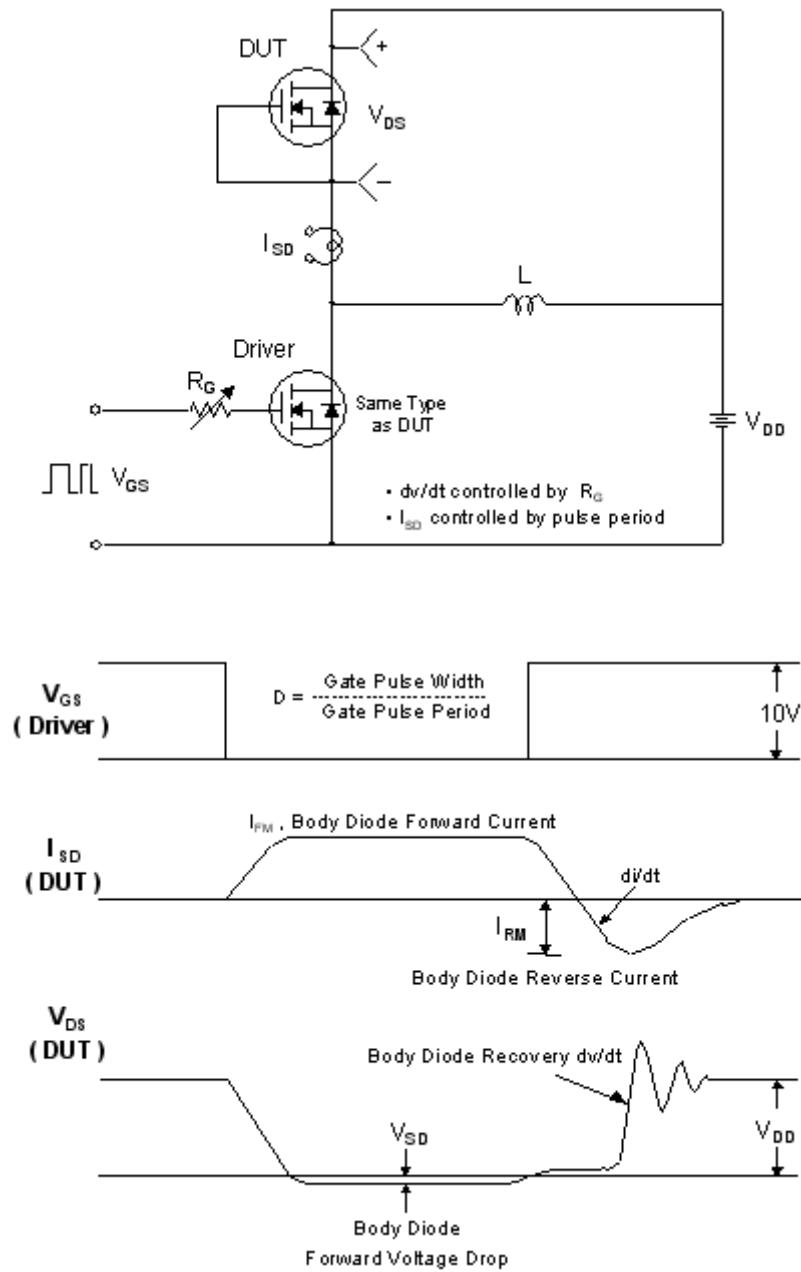 DUT
+
V_DS
−
I_SD
L
Driver
R_G
Same Type
as DUT
V_DD
V_GS
• dv/dt controlled by R_G
• I_SD controlled by pulse period
V_GS
( Driver )
D = Gate Pulse Width
Gate Pulse Period
10V
I_FM , Body Diode Forward Current
I_SD
( DUT )
di/dt
I_RM
Body Diode Reverse Current
V_DS
( DUT )
Body Diode Recovery dv/dt
V_SD
V_DD
Body Diode
Forward Voltage Drop